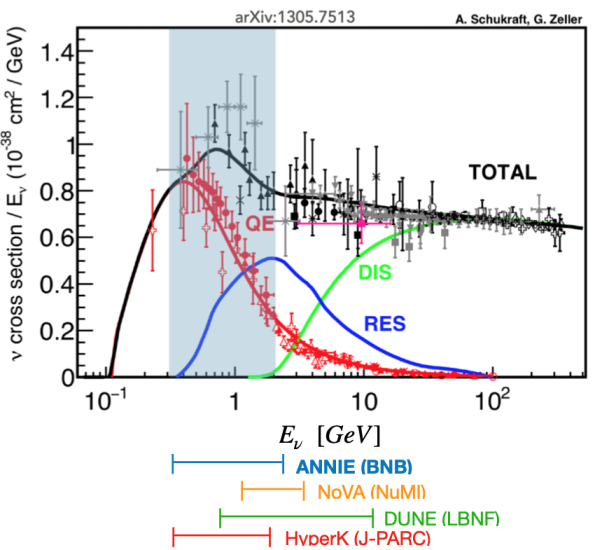 arXiv:1305.7513
A. Schukraft, G. Zeller
ν cross section / Eν (10⁻³⁸ cm² / GeV)
1.4
1.2
1
0.8
0.6
0.4
0.2
0
TOTAL
QE
DIS
RES
10⁻¹ 1 10 10²
Eν [GeV]
ANNIE (BNB)
NoVA (NuMI)
DUNE (LBNF)
HyperK (J-PARC)